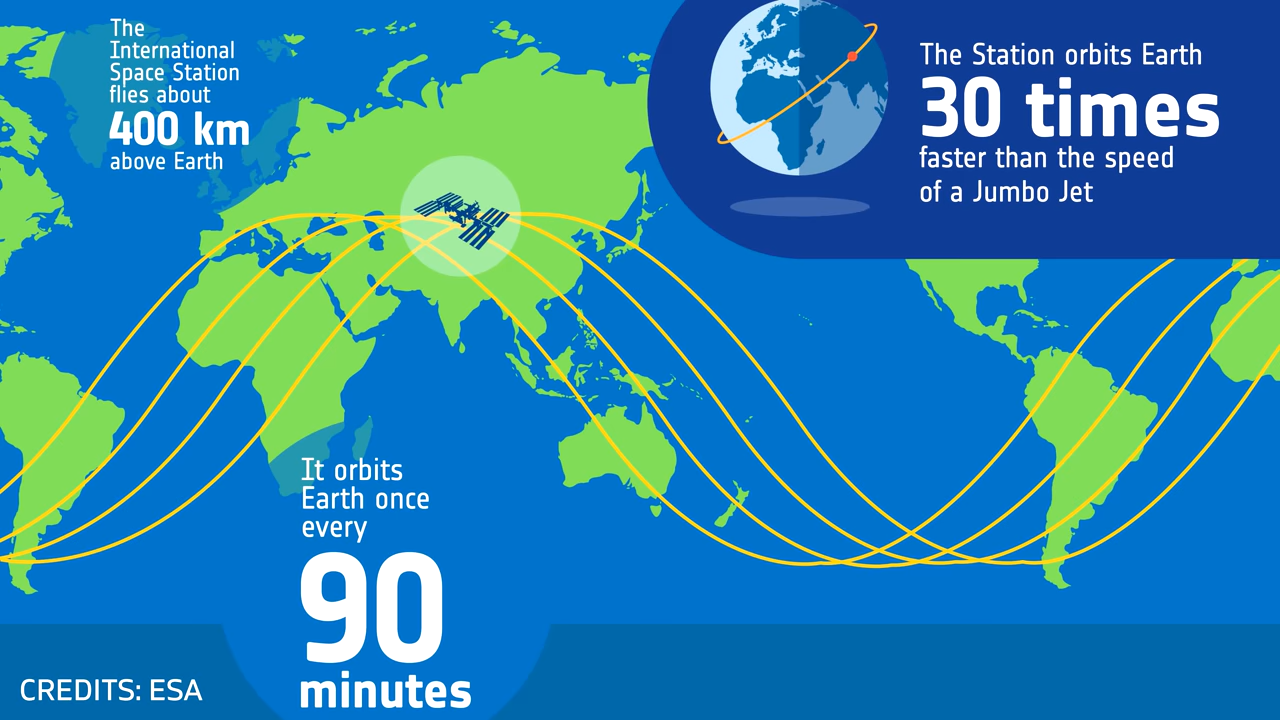 The
International
Space Station
flies about
400 km
above Earth
The Station orbits Earth
30 times
faster than the speed
of a Jumbo Jet
It orbits
Earth once
every
90
minutes
CREDITS: ESA